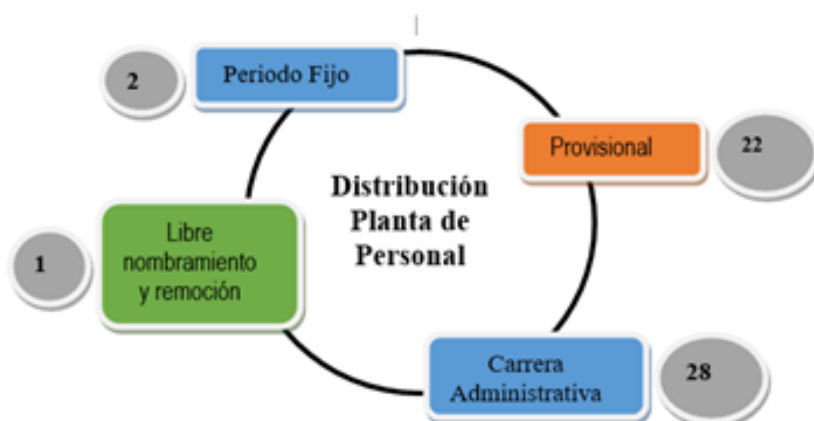 2
Periodo Fijo
Provisional
22
Distribución
Planta de
Personal
Libre
nombramiento
y remoción
1
Carrera
Administrativa
28